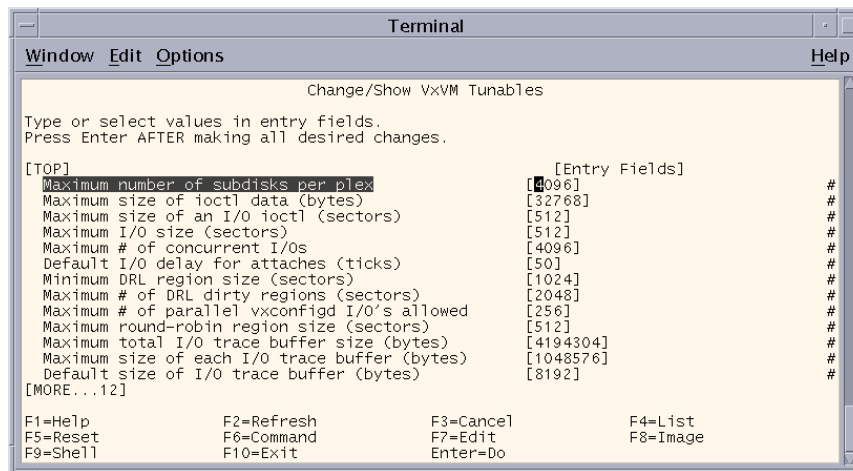 Terminal
Window Edit Options Help
Change/Show VxVM Tunables
Type or select values in entry fields.
Press Enter AFTER making all desired changes.
[TOP] [Entry Fields]
Maximum number of subdisks per plex [4096] #
Maximum size of ioctl data (bytes) [32768] #
Maximum size of an I/O ioctl (sectors) [512] #
Maximum I/O size (sectors) [512] #
Maximum # of concurrent I/Os [4096] #
Default I/O delay for attaches (ticks) [50] #
Minimum DRL region size (sectors) [1024] #
Maximum # of DRL dirty regions (sectors) [2048] #
Maximum # of parallel vxconfigd I/O's allowed [256] #
Maximum round-robin region size (sectors) [512] #
Maximum total I/O trace buffer size (bytes) [4194304] #
Maximum size of each I/O trace buffer (bytes) [1048576] #
Default size of I/O trace buffer (bytes) [8192] #
[MORE...12]
F1=Help F2=Refresh F3=Cancel F4=List
F5=Reset F6=Command F7=Edit F8=Image
F9=Shell F10=Exit Enter=Do